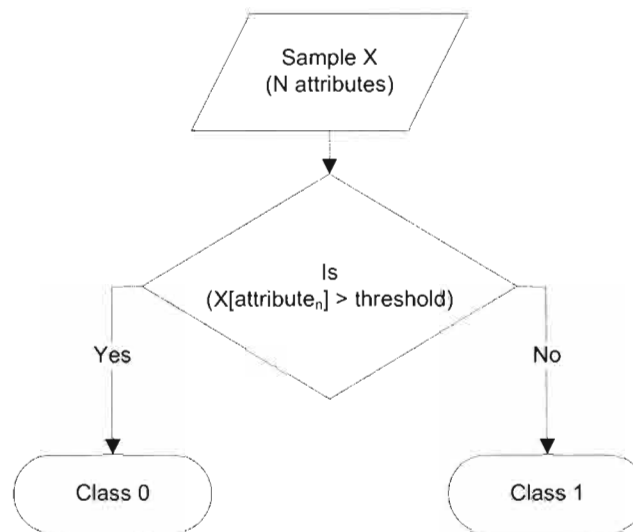 Sample X
(N attributes)
Is
(X[attributeₙ] > threshold)
Yes
No
Class 0
Class 1